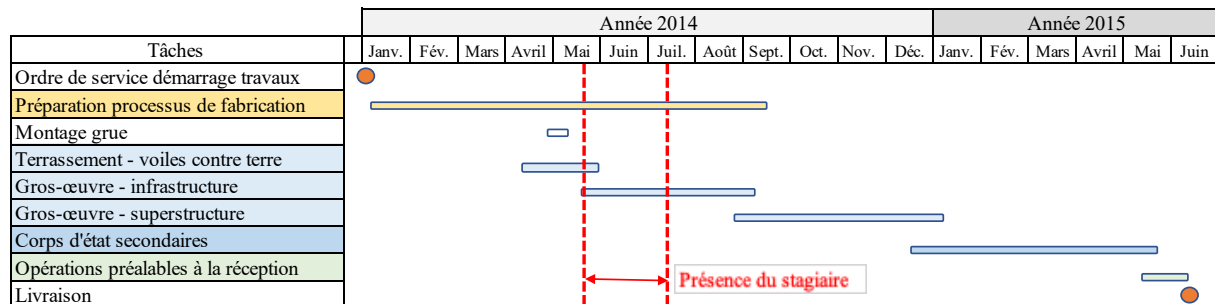 Année 2014 Année 2015
Tâches Janv. Fév. Mars Avril Mai Juin Juil. Août Sept. Oct. Nov. Déc. Janv. Fév. Mars Avril Mai Juin
Ordre de service démarrage travaux
Préparation processus de fabrication
Montage grue
Terrassement - voiles contre terre
Gros-œuvre - infrastructure
Gros-œuvre - superstructure
Corps d'état secondaires
Opérations préalables à la réception
Présence du stagiaire
Livraison